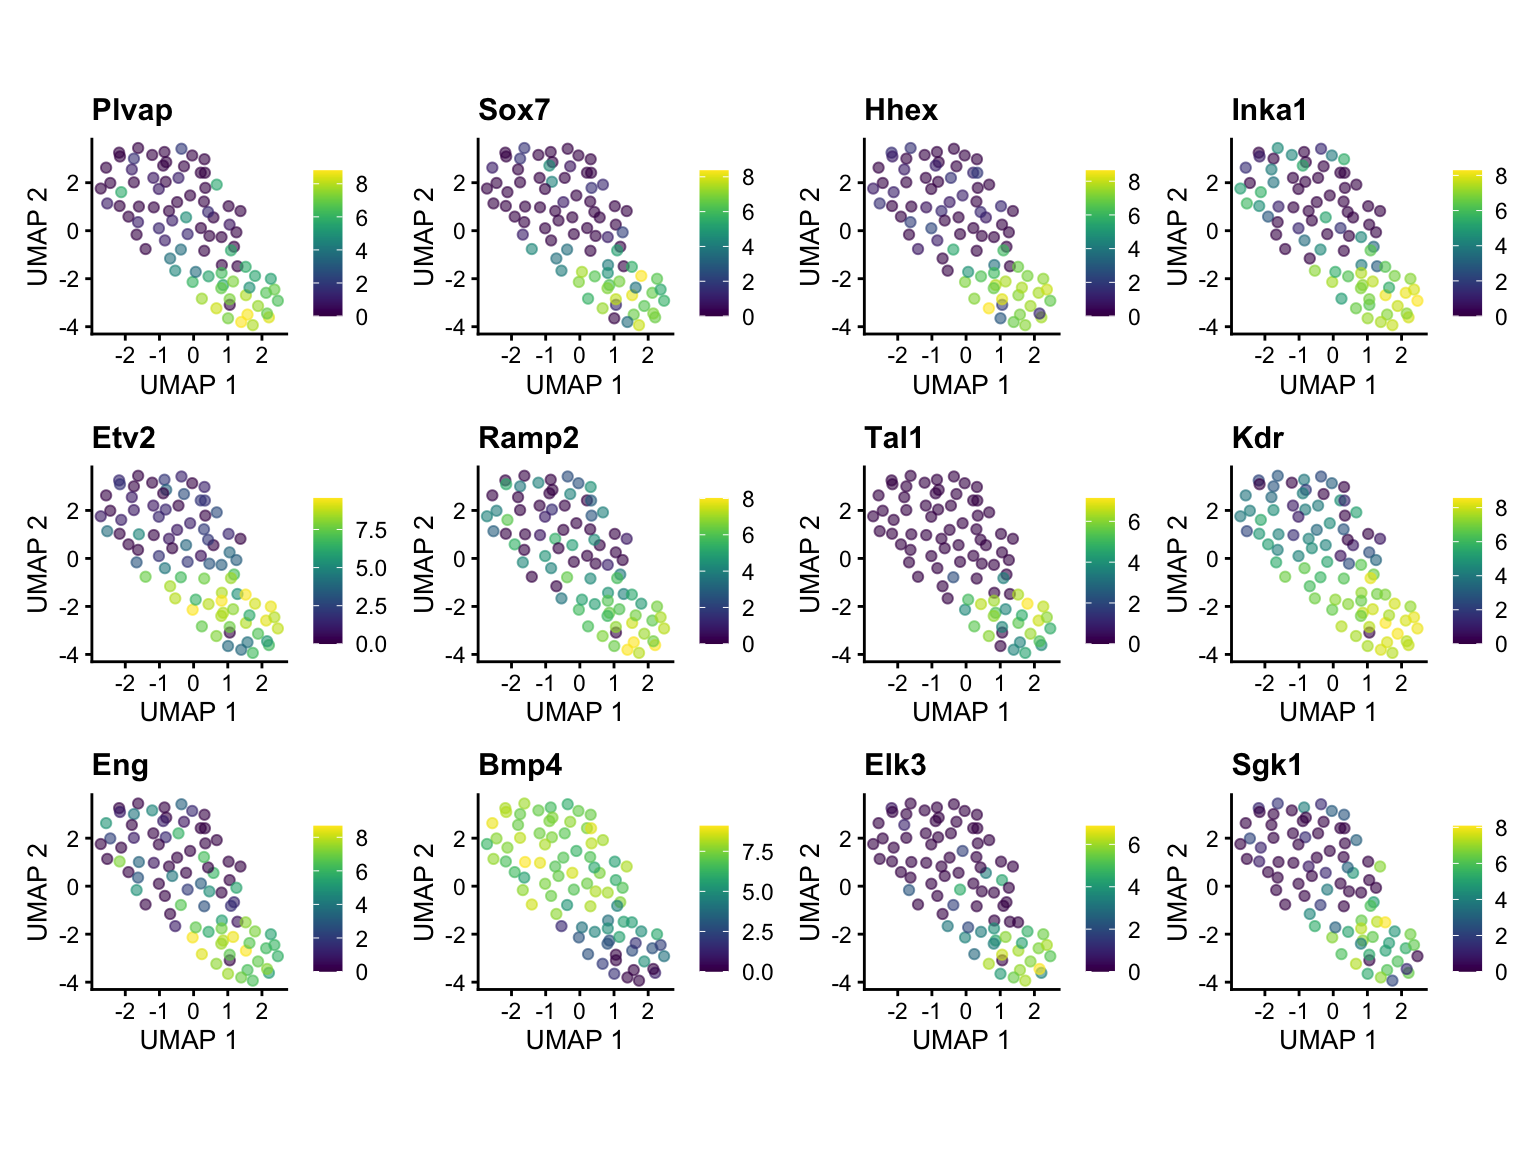 Plvap Sox7 Hhex Inka1
UMAP 2 2 0 -2 -4 8 6 4 2 0 UMAP 2 2 0 -2 -4 8 6 4 2 0 UMAP 2 2 0 -2 -4 8 6 4 2 0 UMAP 2 2 0 -2 -4 8 6 4 2 0
-2 -1 0 1 2 -2 -1 0 1 2 -2 -1 0 1 2 -2 -1 0 1 2
UMAP 1 UMAP 1 UMAP 1 UMAP 1
Etv2 Ramp2 Tal1 Kdr
UMAP 2 2 0 -2 -4 7.5 5.0 2.5 0.0 UMAP 2 2 0 -2 -4 8 6 4 2 0 UMAP 2 2 0 -2 -4 6 4 2 0 UMAP 2 2 0 -2 -4 8 6 4 2 0
-2 -1 0 1 2 -2 -1 0 1 2 -2 -1 0 1 2 -2 -1 0 1 2
UMAP 1 UMAP 1 UMAP 1 UMAP 1
Eng Bmp4 Elk3 Sgk1
UMAP 2 2 0 -2 -4 8 6 4 2 0 UMAP 2 2 0 -2 -4 7.5 5.0 2.5 0.0 UMAP 2 2 0 -2 -4 6 4 2 0 UMAP 2 2 0 -2 -4 8 6 4 2 0
-2 -1 0 1 2 -2 -1 0 1 2 -2 -1 0 1 2 -2 -1 0 1 2
UMAP 1 UMAP 1 UMAP 1 UMAP 1